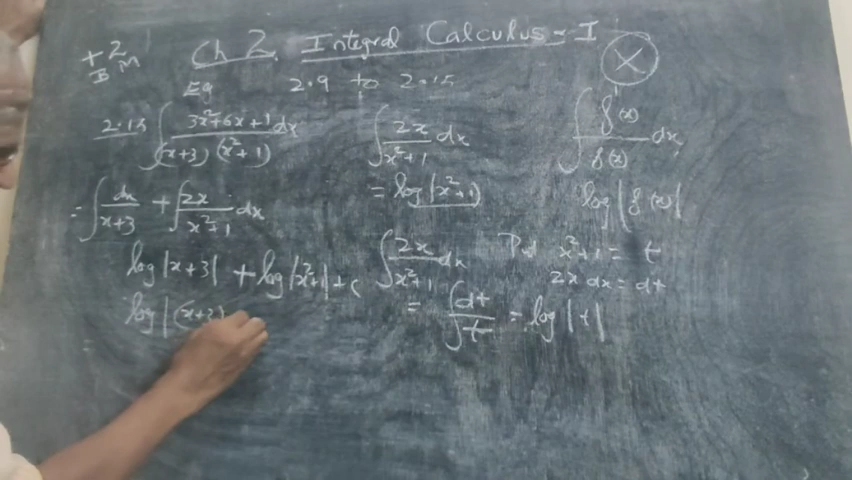 +2
BM
Ch 2. Integral Calculus - I
X
Eg 2.9 to 2.15
2.15 ∫ 3x²+6x+1 / (x+3)(x²+1) dx
= ∫ dx / x+3 + ∫ 2x / x²+1 dx
log|x+3| + log|x²+1| + c
log|(x+3)
∫ 2x / x²+1 dx
= log|x²+1|
∫ 2x / x²+1 dx
= ∫ dt / t = log|t|
Put x²+1 = t
2x dx = dt
∫ f'(x) / f(x) dx
log|f(x)|